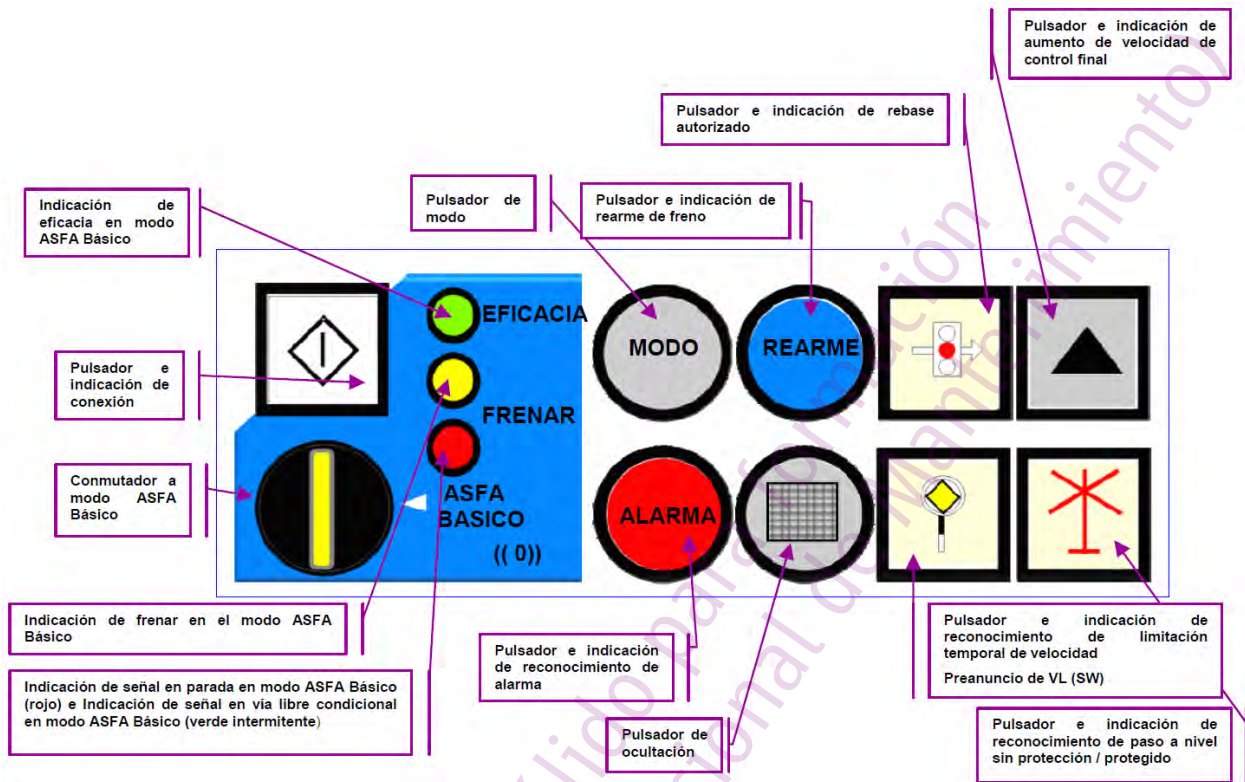 Pulsador e indicación de
aumento de velocidad de
control final
Pulsador e indicación de rebase
autorizado
Pulsador de
modo
Pulsador e indicación de
rearme de freno
Indicación de
eficacia en modo
ASFA Básico
EFICACIA
MODO
REARME
Pulsador e
indicación de
conexión
FRENAR
Conmutador a
modo ASFA
Básico
ASFA
BASICO
(( 0))
ALARMA
Indicación de frenar en el modo ASFA
Básico
Indicación de señal en parada en modo ASFA Básico
(rojo) e Indicación de señal en vía libre condicional
en modo ASFA Básico (verde intermitente)
Pulsador e indicación
de reconocimiento de
alarma
Pulsador de
ocultación
Pulsador e indicación de
reconocimiento de limitación
temporal de velocidad
Preanuncio de VL (SW)
Pulsador e indicación de
reconocimiento de paso a nivel
sin protección / protegido